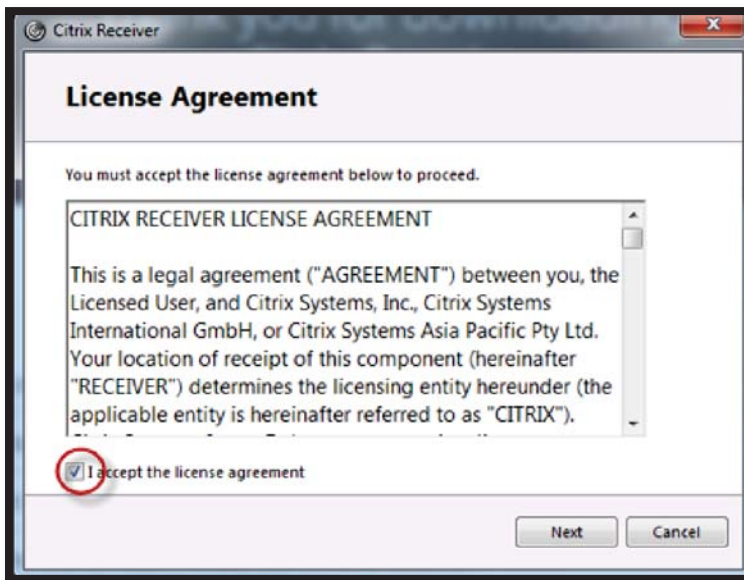 Citrix Receiver
License Agreement
You must accept the license agreement below to proceed.
CITRIX RECEIVER LICENSE AGREEMENT
This is a legal agreement ("AGREEMENT") between you, the
Licensed User, and Citrix Systems, Inc., Citrix Systems
International GmbH, or Citrix Systems Asia Pacific Pty Ltd.
Your location of receipt of this component (hereinafter
"RECEIVER") determines the licensing entity hereunder (the
applicable entity is hereinafter referred to as "CITRIX").
I accept the license agreement
Next
Cancel